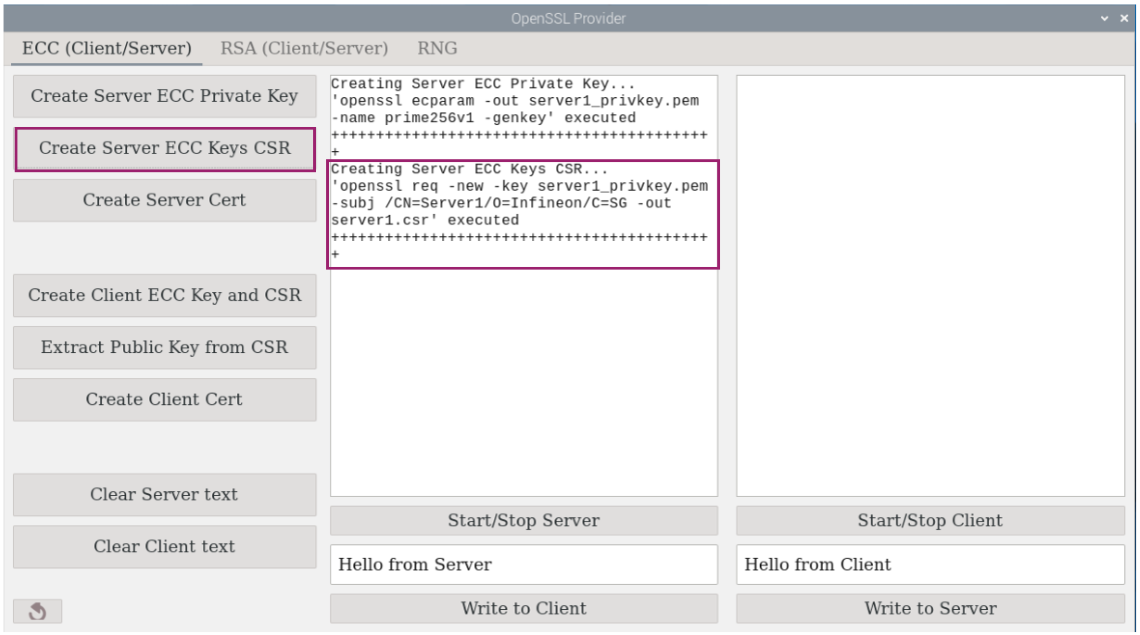 OpenSSL Provider
ECC (Client/Server)
RSA (Client/Server)
RNG
Create Server ECC Private Key
Create Server ECC Keys CSR
Create Server Cert
Create Client ECC Key and CSR
Extract Public Key from CSR
Create Client Cert
Clear Server text
Clear Client text
Creating Server ECC Private Key...
'openssl ecparam -out server1_privkey.pem
-name prime256v1 -genkey' executed
++++++++++++++++++++++++++++++++++++++++++
+
Creating Server ECC Keys CSR...
'openssl req -new -key server1_privkey.pem
-subj /CN=Server1/O=Infineon/C=SG -out
server1.csr' executed
++++++++++++++++++++++++++++++++++++++++++
+
Start/Stop Server
Hello from Server
Write to Client
Start/Stop Client
Hello from Client
Write to Server